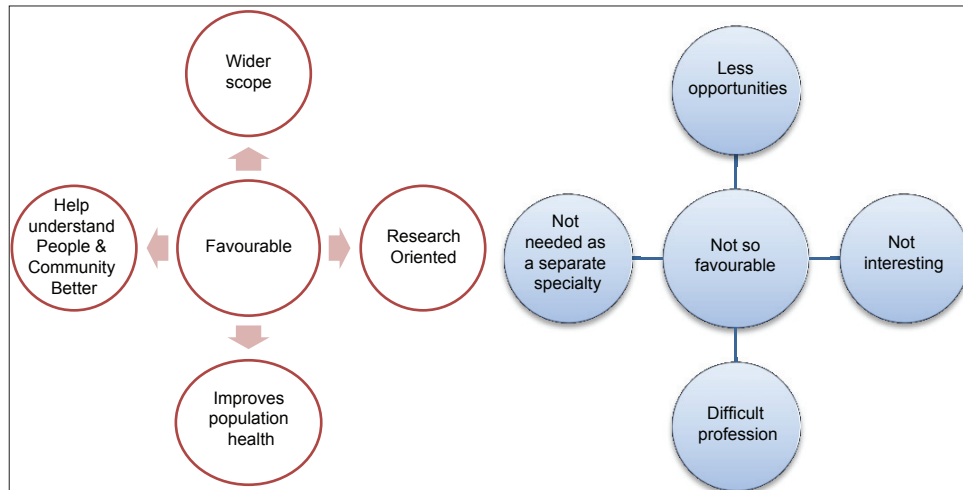 Wider
scope
Help
understand
People &
Community
Better
Favourable
Research
Oriented
Improves
population
health
Less
opportunities
Not
needed as
a separate
specialty
Not so
favourable
Not
interesting
Difficult
profession